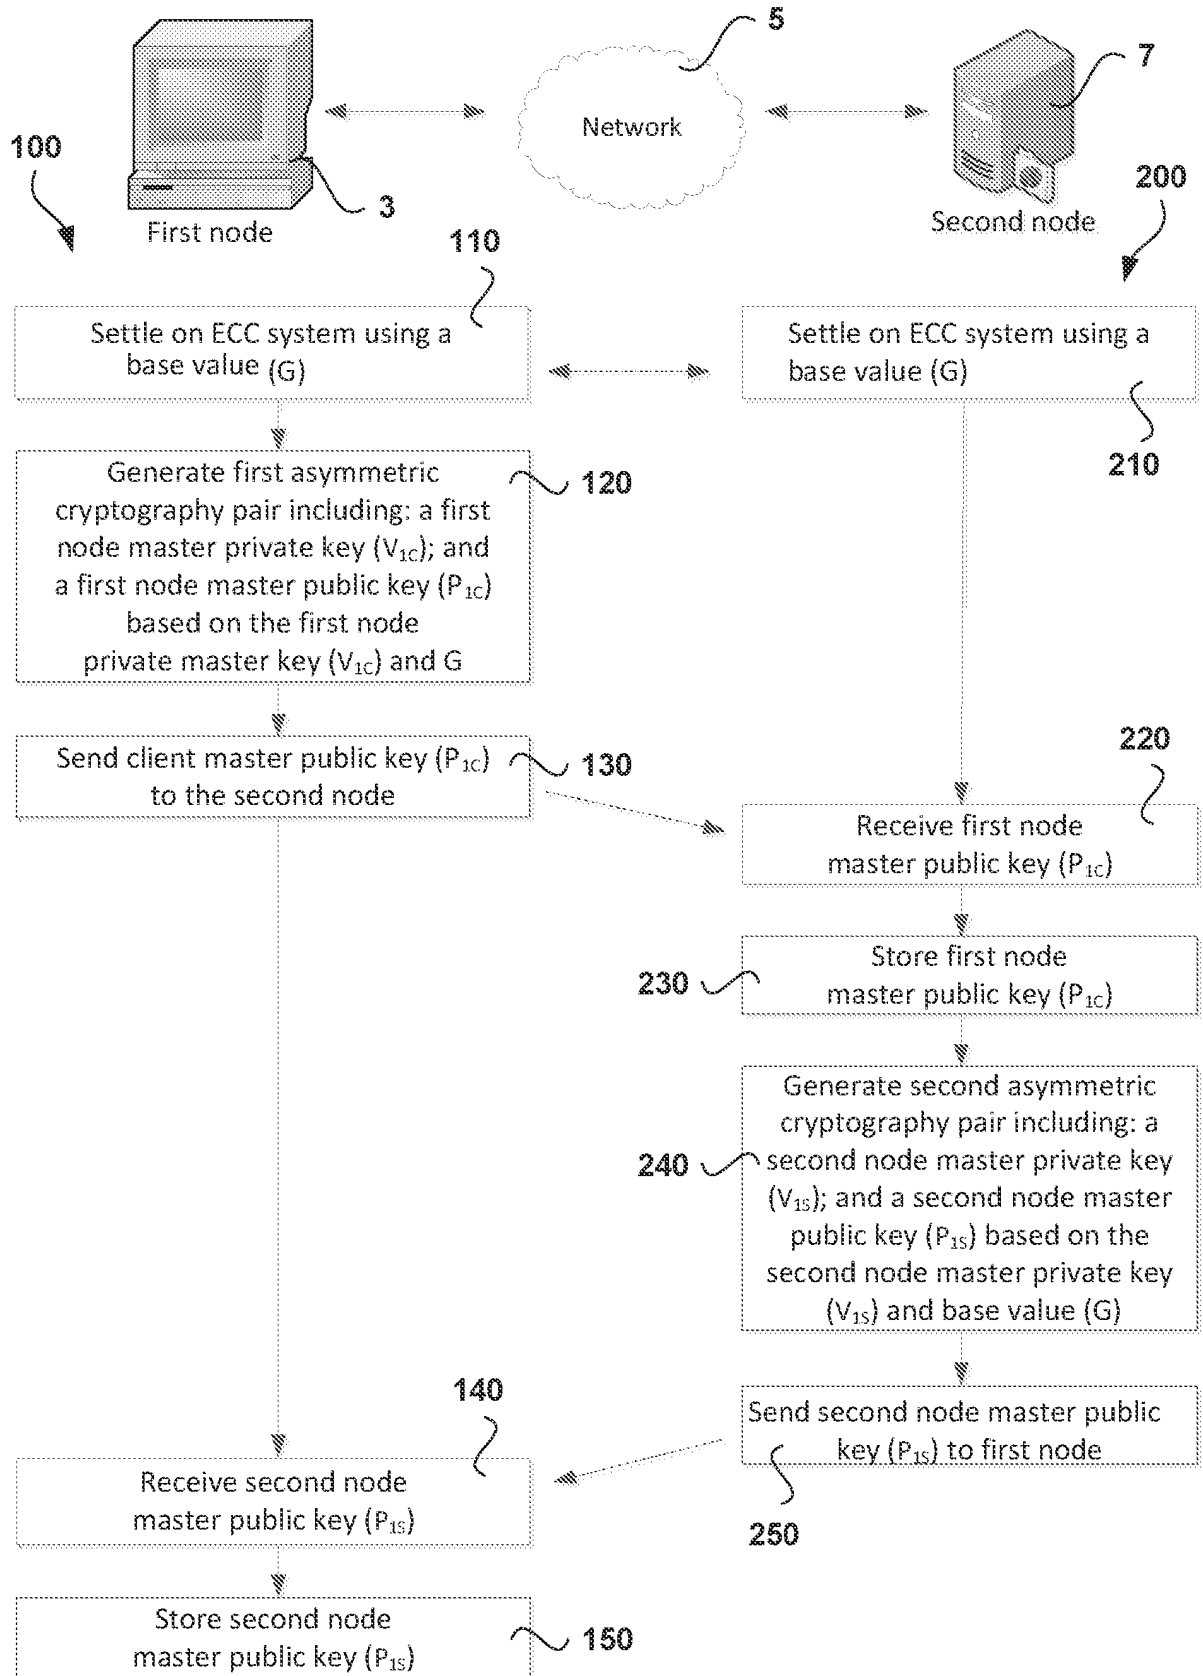 5
7
Network
100
200
3
First node
Second node
110
Settle on ECC system using a
base value (G)
Settle on ECC system using a
base value (G)
210
Generate first asymmetric
cryptography pair including: a first
node master private key (V1C); and
a first node master public key (P1C)
based on the first node
private master key (V1C) and G
120
Send client master public key (P1C)
to the second node
130
220
Receive first node
master public key (P1C)
Store first node
master public key (P1C)
230
Generate second asymmetric
cryptography pair including: a
second node master private key
(V1S); and a second node master
public key (P1S) based on the
second node master private key
(V1S) and base value (G)
240
Send second node master public
key (P1S) to first node
250
140
Receive second node
master public key (P1S)
Store second node
master public key (P1S)
150